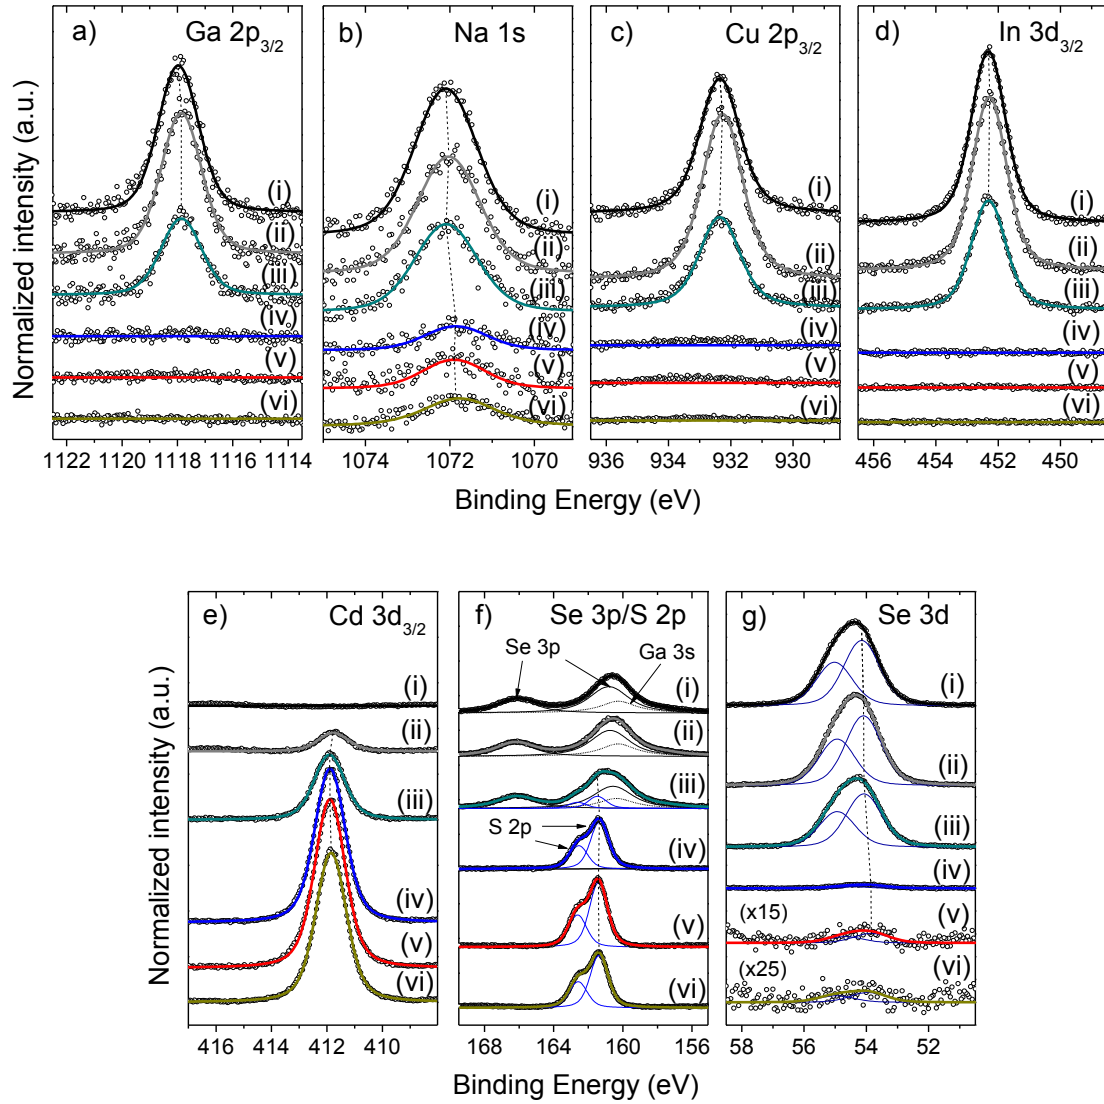 a) Ga 2p3/2
(i)
(ii)
(iii)
(iv)
(v)
(vi)
1122 1120 1118 1116 1114
b) Na 1s
(i)
(ii)
(iii)
(iv)
(v)
(vi)
1074 1072 1070
c) Cu 2p3/2
(i)
(ii)
(iii)
(iv)
(v)
(vi)
936 934 932 930
d) In 3d3/2
(i)
(ii)
(iii)
(iv)
(v)
(vi)
456 454 452 450
Normalized intensity (a.u.)
Binding Energy (eV)
e) Cd 3d3/2
(i)
(ii)
(iii)
(iv)
(v)
(vi)
416 414 412 410
f) Se 3p/S 2p
Se 3p
Ga 3s
(i)
(ii)
(iii)
S 2p
(iv)
(v)
(vi)
168 164 160 156
g) Se 3d
(i)
(ii)
(iii)
(iv)
(x15) (v)
(x25) (vi)
58 56 54 52
Normalized intensity (a.u.)
Binding Energy (eV)